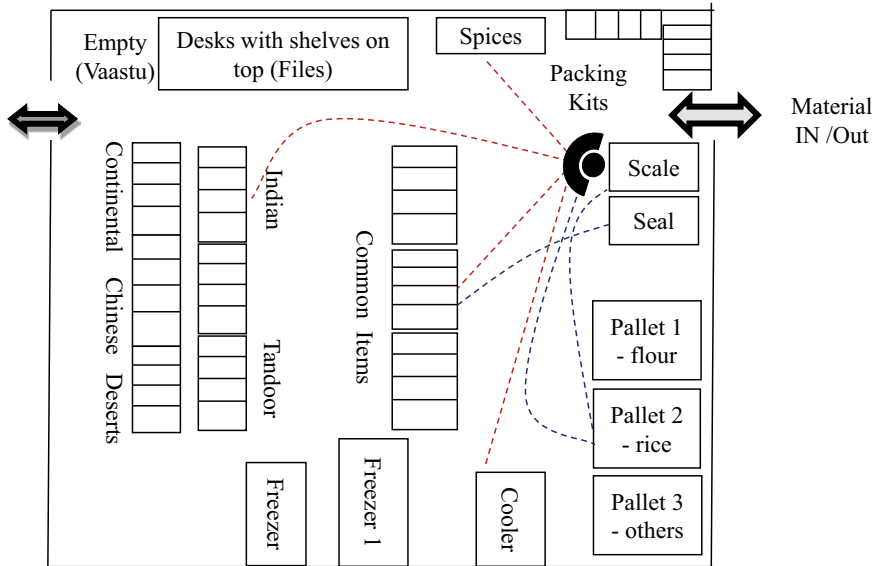 Empty
(Vaastu)
Desks with shelves on
top (Files)
Spices
Packing
Kits
Material
IN /Out
Scale
Seal
Continental
Chinese
Deserts
Indian
Tandoor
Common
Items
Pallet 1
- flour
Pallet 2
- rice
Pallet 3
- others
Freezer
Freezer 1
Cooler